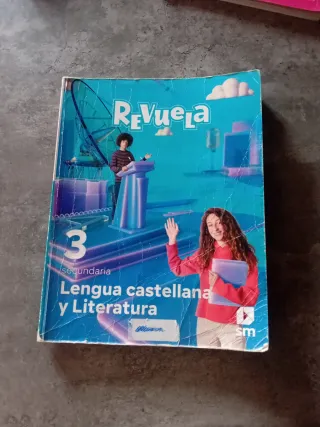 REVUELA
3
secundaria
Lengua castellana
y Literatura
sm